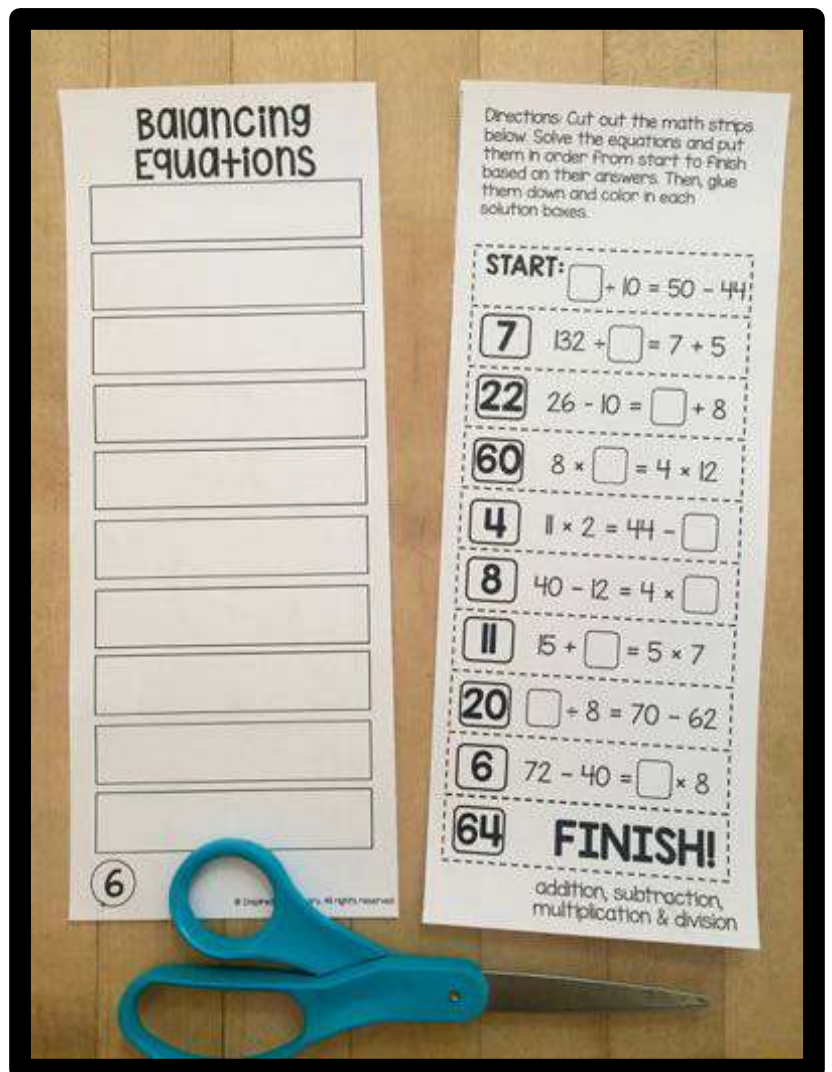 Balancing
Equations
6
All rights reserved
Directions: Cut out the math strips
below. Solve the equations and put
them in order from start to finish
based on their answers. Then, glue
them down and color in each
solution boxes.
START: □ ÷ 10 = 50 - 44
7 132 ÷ □ = 7 + 5
22 26 - 10 = □ + 8
60 8 × □ = 4 × 12
4 11 × 2 = 44 - □
8 40 - 12 = 4 × □
11 15 + □ = 5 × 7
20 □ ÷ 8 = 70 - 62
6 72 - 40 = □ × 8
64 FINISH!
addition, subtraction,
multiplication & division